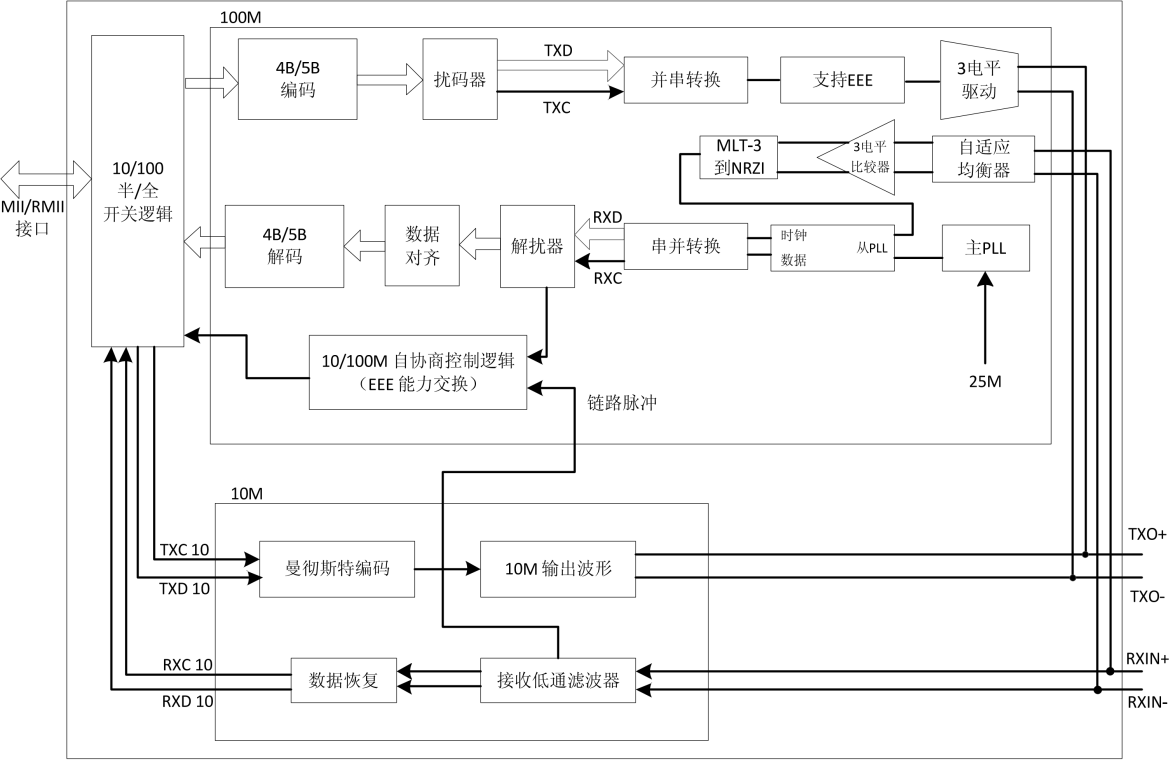 100M
4B/5B
编码
扰码器
TXD
TXC
并串转换
支持EEE
3电平
驱动
10/100
半/全
开关逻辑
MII/RMII
接口
MLT-3
到NRZI
3电平
比较器
自适应
均衡器
4B/5B
解码
数据
对齐
解扰器
RXD
RXC
串并转换
时钟
数据
从PLL
主PLL
25M
10/100M 自协商控制逻辑
（EEE 能力交换）
链路脉冲
10M
TXC 10
TXD 10
曼彻斯特编码
10M 输出波形
TXO+
TXO-
RXC 10
RXD 10
数据恢复
接收低通滤波器
RXIN+
RXIN-